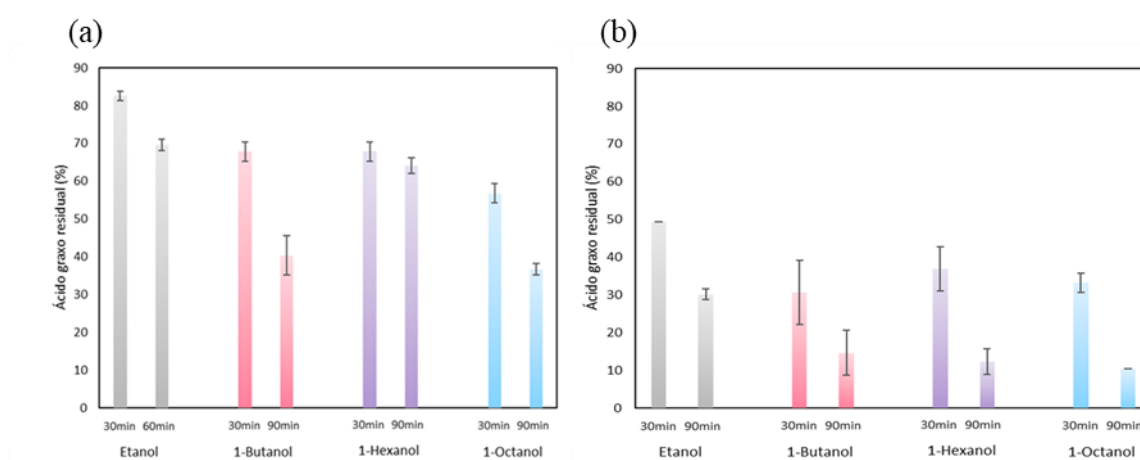 (a)
90
80
70
60
50
40
30
20
10
0
Ácido graxo residual (%)
30min 60min 30min 90min 30min 90min 30min 90min
Etanol 1-Butanol 1-Hexanol 1-Octanol
(b)
90
80
70
60
50
40
30
20
10
0
Ácido graxo residual (%)
30min 90min 30min 90min 30min 90min 30min 90min
Etanol 1-Butanol 1-Hexanol 1-Octanol